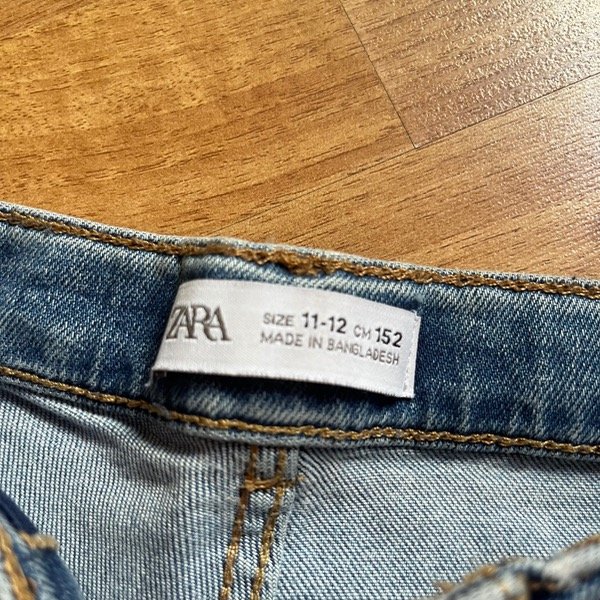 ZARA SIZE 11-12 CM 152
MADE IN BANGLADESH